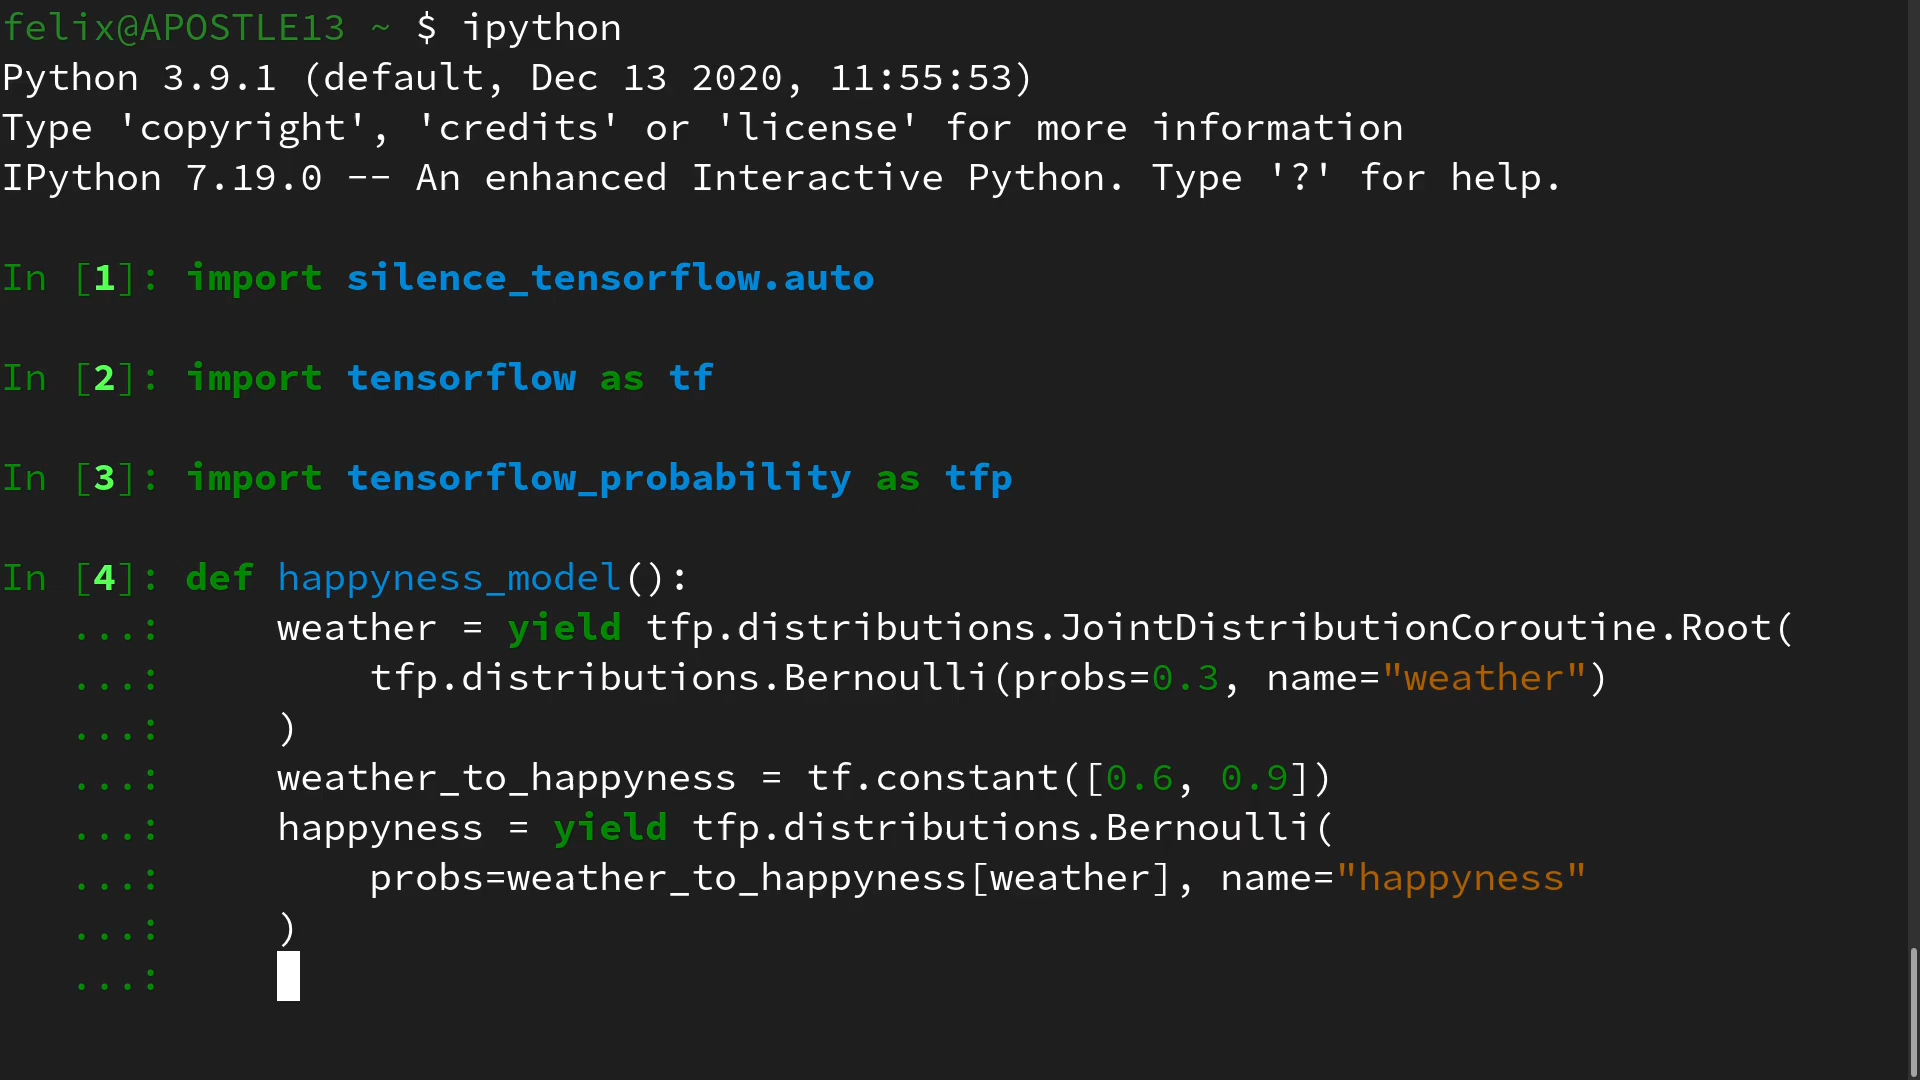 felix@APOSTLE13 ~ $ ipython
Python 3.9.1 (default, Dec 13 2020, 11:55:53)
Type 'copyright', 'credits' or 'license' for more information
IPython 7.19.0 -- An enhanced Interactive Python. Type '?' for help.

In [1]: import silence_tensorflow.auto

In [2]: import tensorflow as tf

In [3]: import tensorflow_probability as tfp

In [4]: def happyness_model():
   ...:     weather = yield tfp.distributions.JointDistributionCoroutine.Root(
   ...:         tfp.distributions.Bernoulli(probs=0.3, name="weather")
   ...:     )
   ...:     weather_to_happyness = tf.constant([0.6, 0.9])
   ...:     happyness = yield tfp.distributions.Bernoulli(
   ...:         probs=weather_to_happyness[weather], name="happyness"
   ...:     )
   ...: